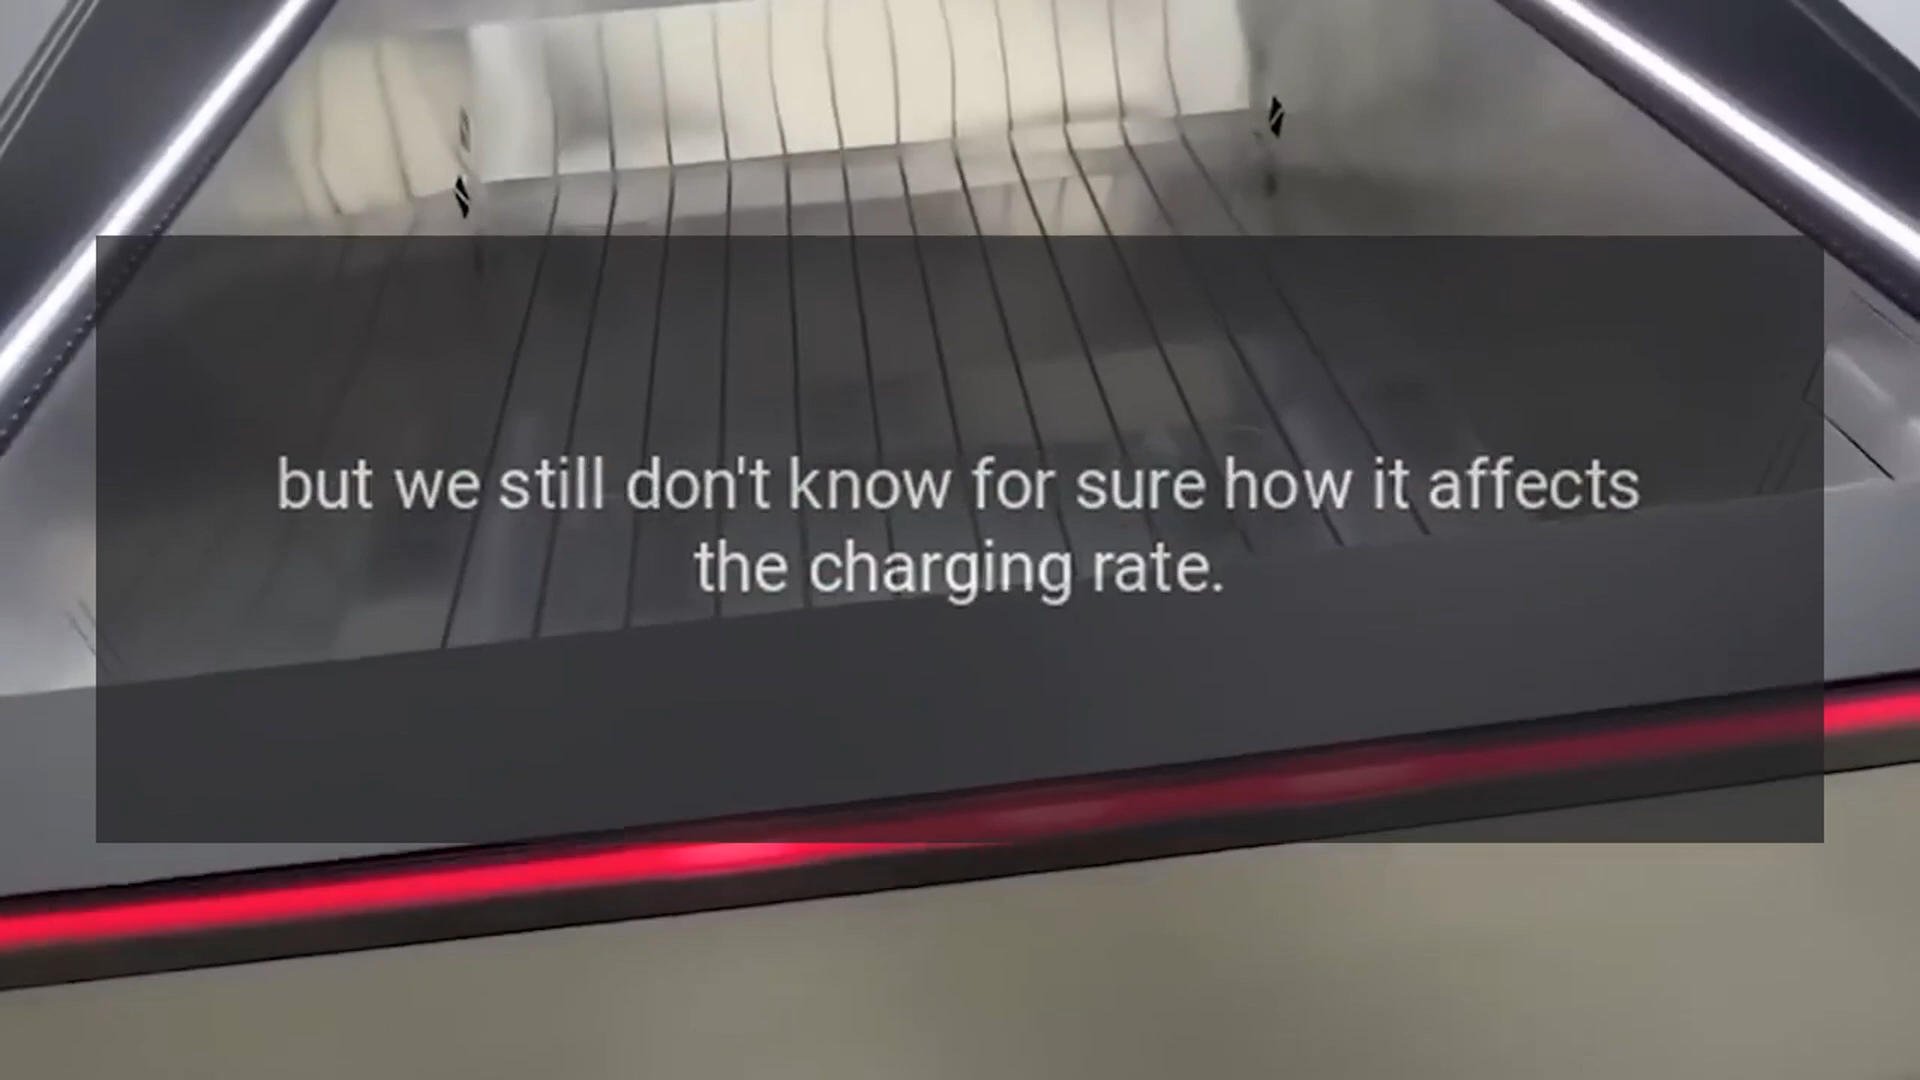 but we still don't know for sure how it affects
the charging rate.